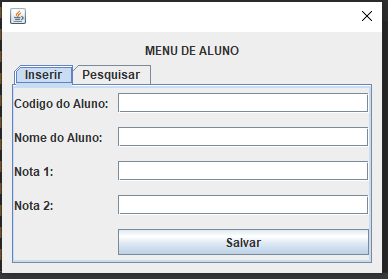 MENU DE ALUNO
Inserir Pesquisar
Codigo do Aluno:
Nome do Aluno:
Nota 1:
Nota 2:
Salvar